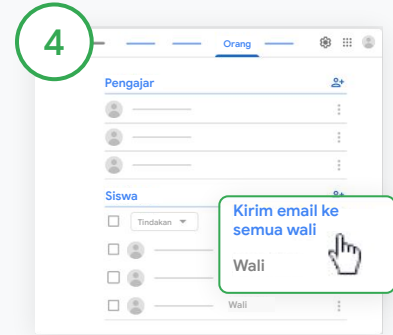 4
Orang
Pengajar
Siswa
Tindakan
Kirim email ke
semua wali
Wali
Wali